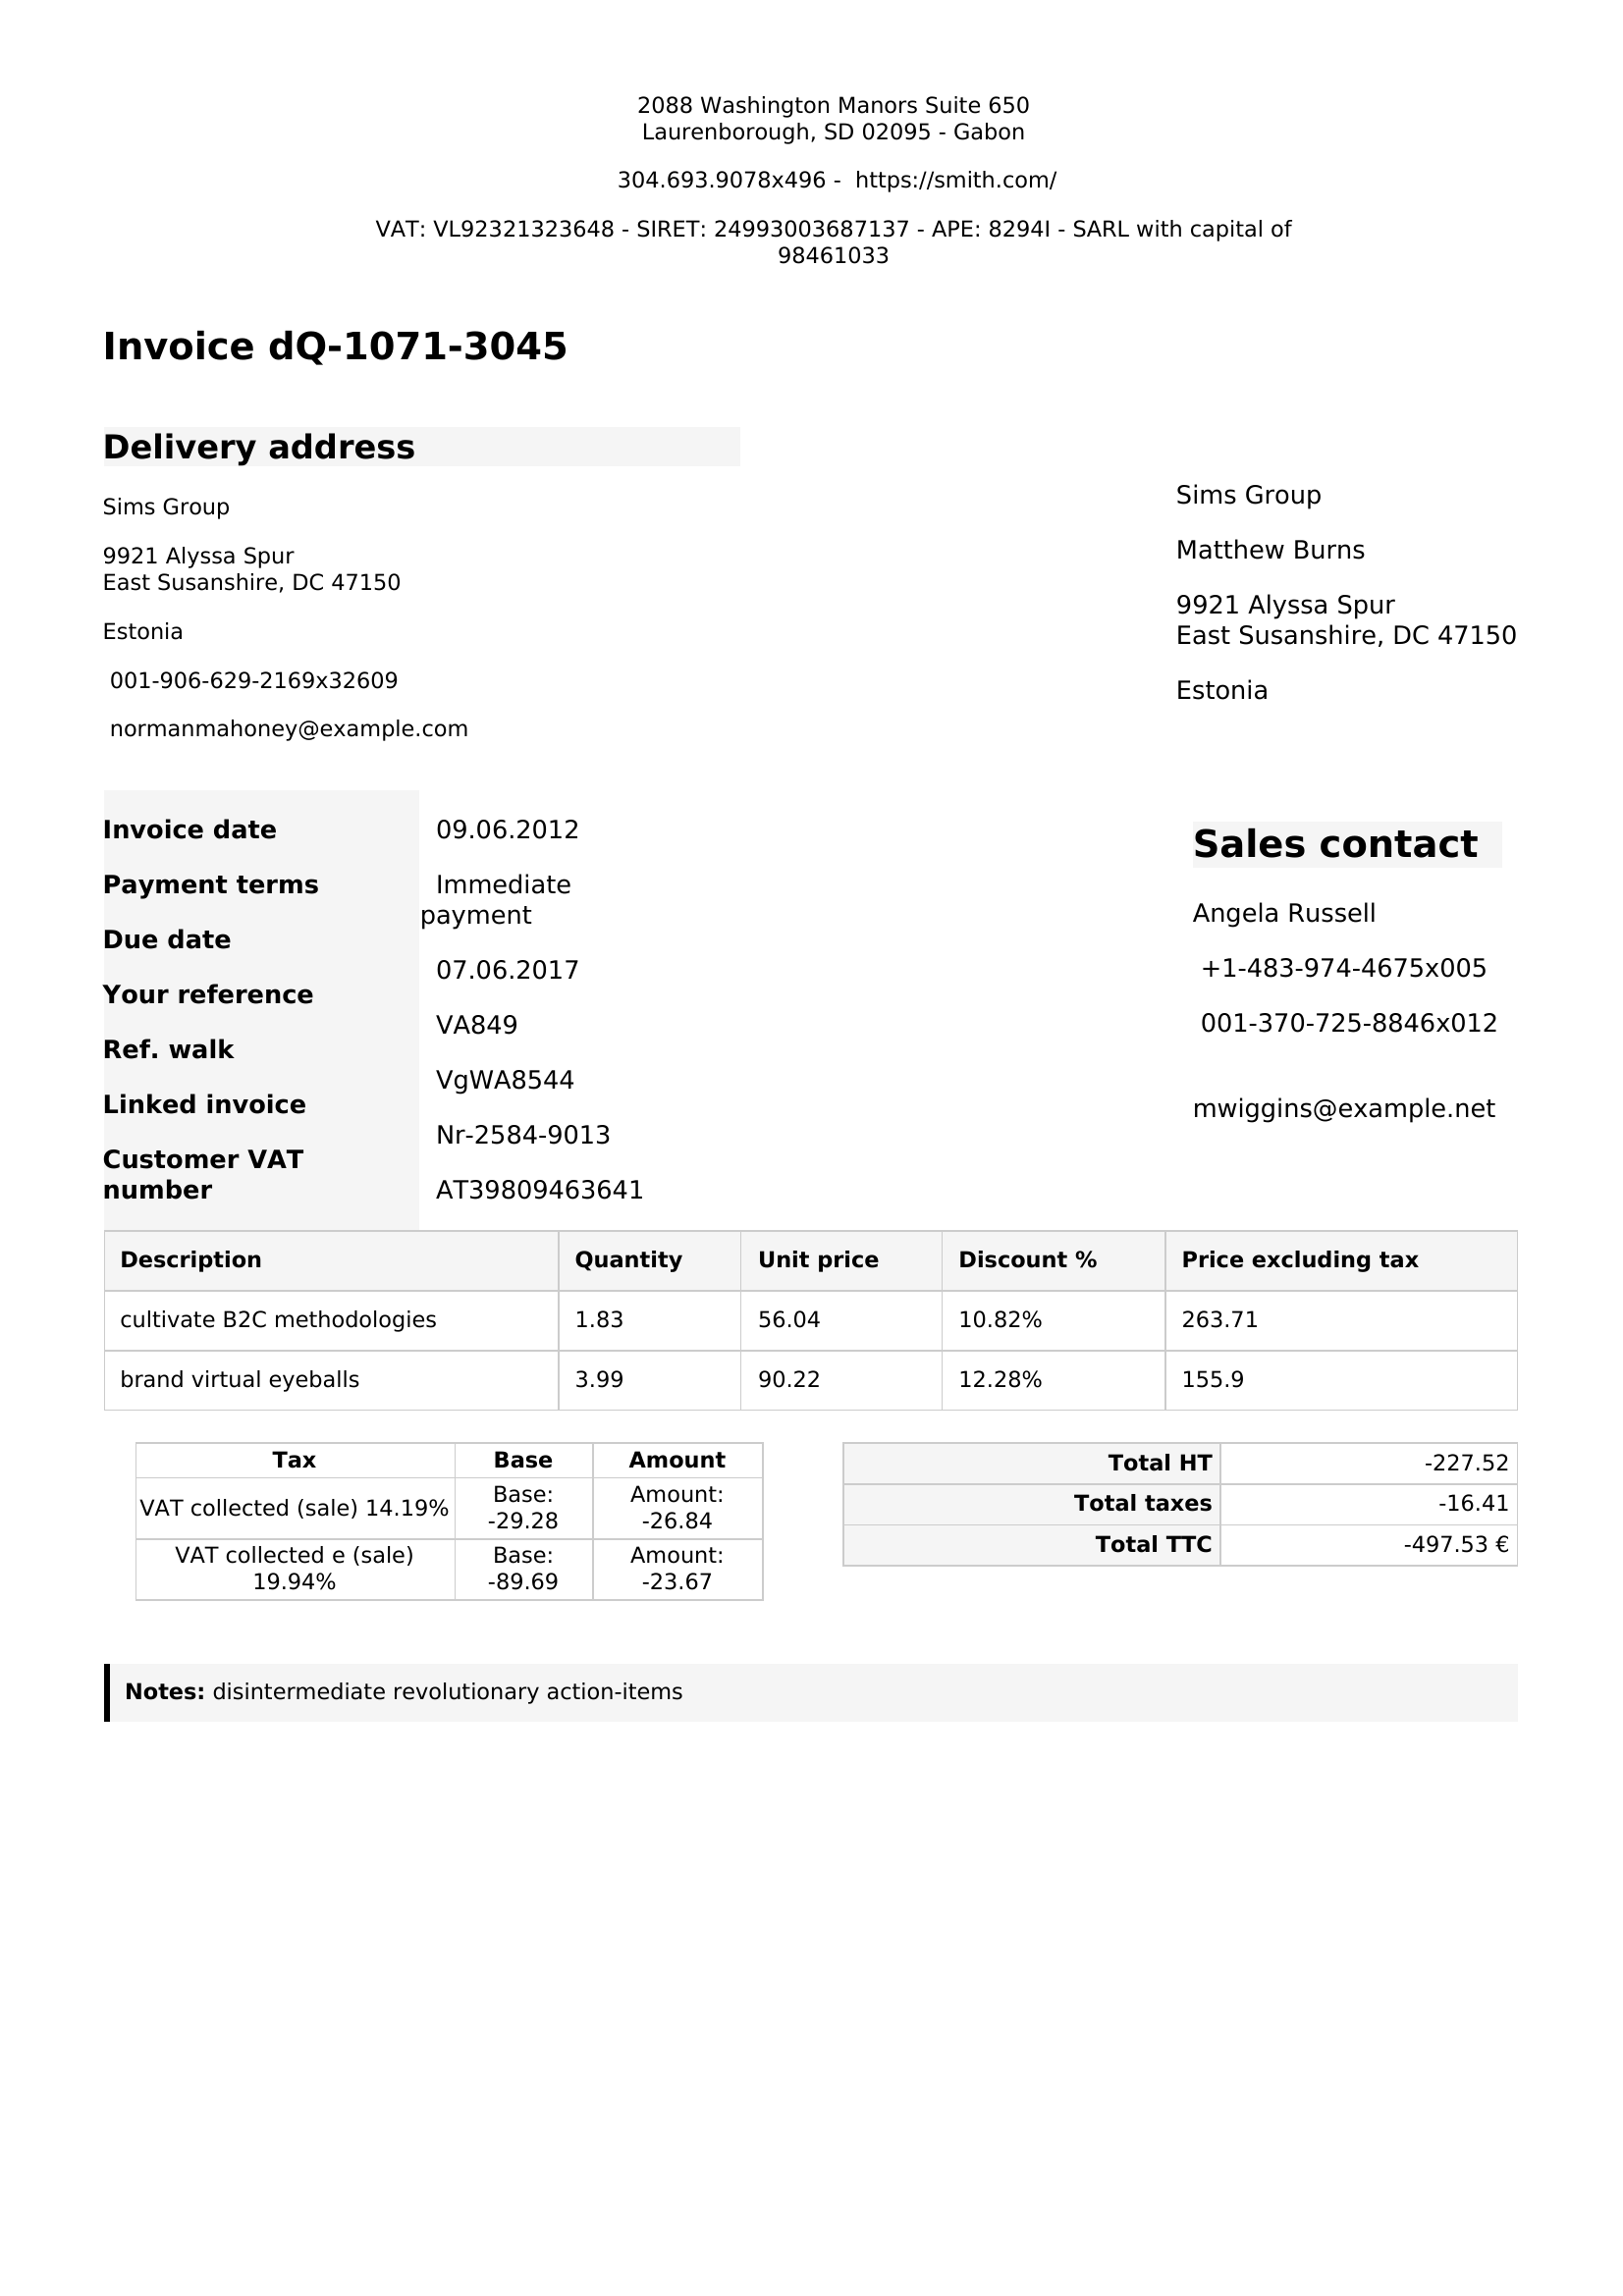 2088 Washington Manors Suite 650
Laurenborough, SD 02095 - Gabon
304.693.9078x496 -  https://smith.com/
VAT: VL92321323648 - SIRET: 24993003687137 - APE: 8294I - SARL with capital of
98461033
Invoice dQ-1071-3045
Delivery address
Sims Group
9921 Alyssa Spur
East Susanshire, DC 47150
Estonia
001-906-629-2169x32609
normanmahoney@example.com
Sims Group
Matthew Burns
9921 Alyssa Spur
East Susanshire, DC 47150
Estonia
Invoice date
Payment terms
Due date
Your reference
Ref. walk
Linked invoice
Customer VAT
number
09.06.2012
Immediate
payment
07.06.2017
VA849
VgWA8544
Nr-2584-9013
AT39809463641
Sales contact
Angela Russell
+1-483-974-4675x005
001-370-725-8846x012
mwiggins@example.net
Description Quantity Unit price Discount % Price excluding tax
cultivate B2C methodologies 1.83 56.04 10.82% 263.71
brand virtual eyeballs 3.99 90.22 12.28% 155.9
Tax Base Amount
VAT collected (sale) 14.19% Base: -29.28 Amount: -26.84
VAT collected e (sale) 19.94% Base: -89.69 Amount: -23.67
Total HT -227.52
Total taxes -16.41
Total TTC -497.53 €
Notes: disintermediate revolutionary action-items